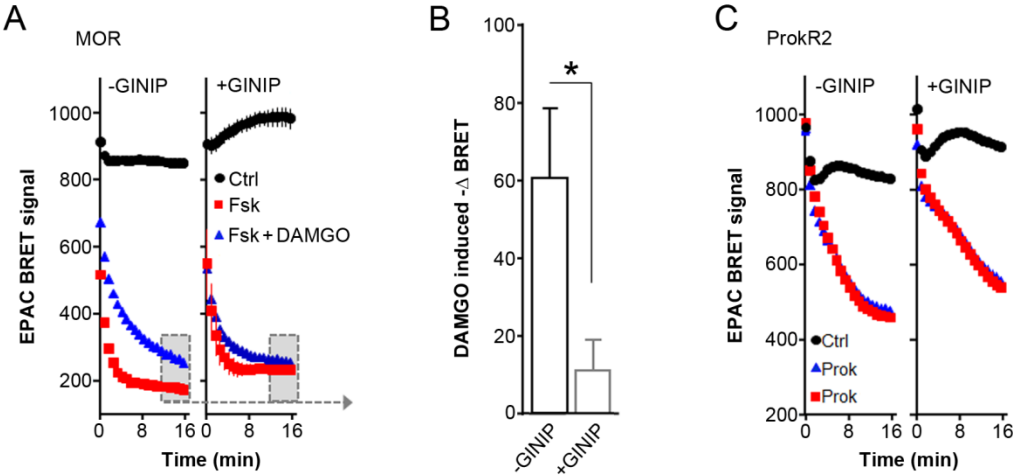 A
MOR
-GINIP
+GINIP
EPAC BRET signal
1000
800
600
400
200
Ctrl
Fsk
Fsk + DAMGO
0 8 16
0 8 16
Time (min)
B
DAMGO induced -Δ BRET
100
80
60
40
20
0
*
-GINIP
+GINIP
C
ProkR2
-GINIP
+GINIP
EPAC BRET signal
1000
800
600
400
200
Ctrl
Prok
Prok
0 8 16
0 8 16
Time (min)